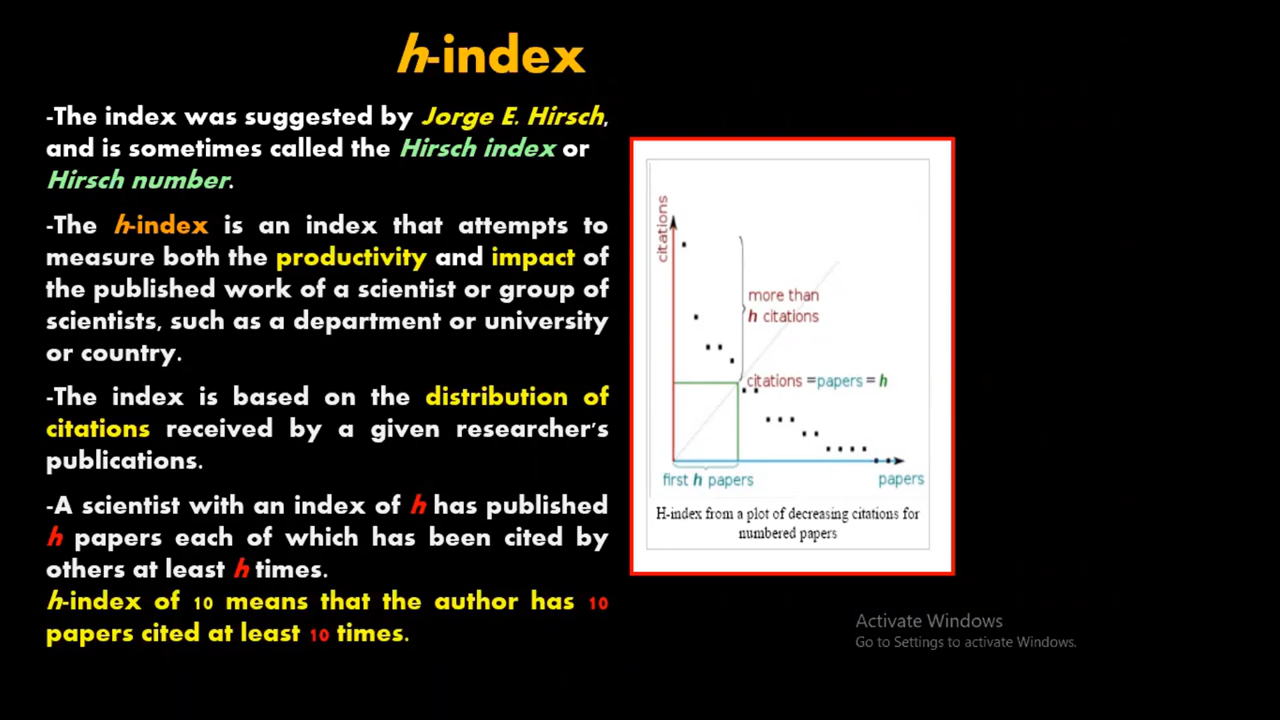 h-index
-The index was suggested by Jorge E. Hirsch,
and is sometimes called the Hirsch index or
Hirsch number.
-The h-index is an index that attempts to
measure both the productivity and impact of
the published work of a scientist or group of
scientists, such as a department or university
or country.
-The index is based on the distribution of
citations received by a given researcher's
publications.
-A scientist with an index of h has published
h papers each of which has been cited by
others at least h times.
h-index of 10 means that the author has 10
papers cited at least 10 times.
citations
more than
h citations
citations =papers = h
first h papers
papers
H-index from a plot of decreasing citations for
numbered papers
Activate Windows
Go to Settings to activate Windows.